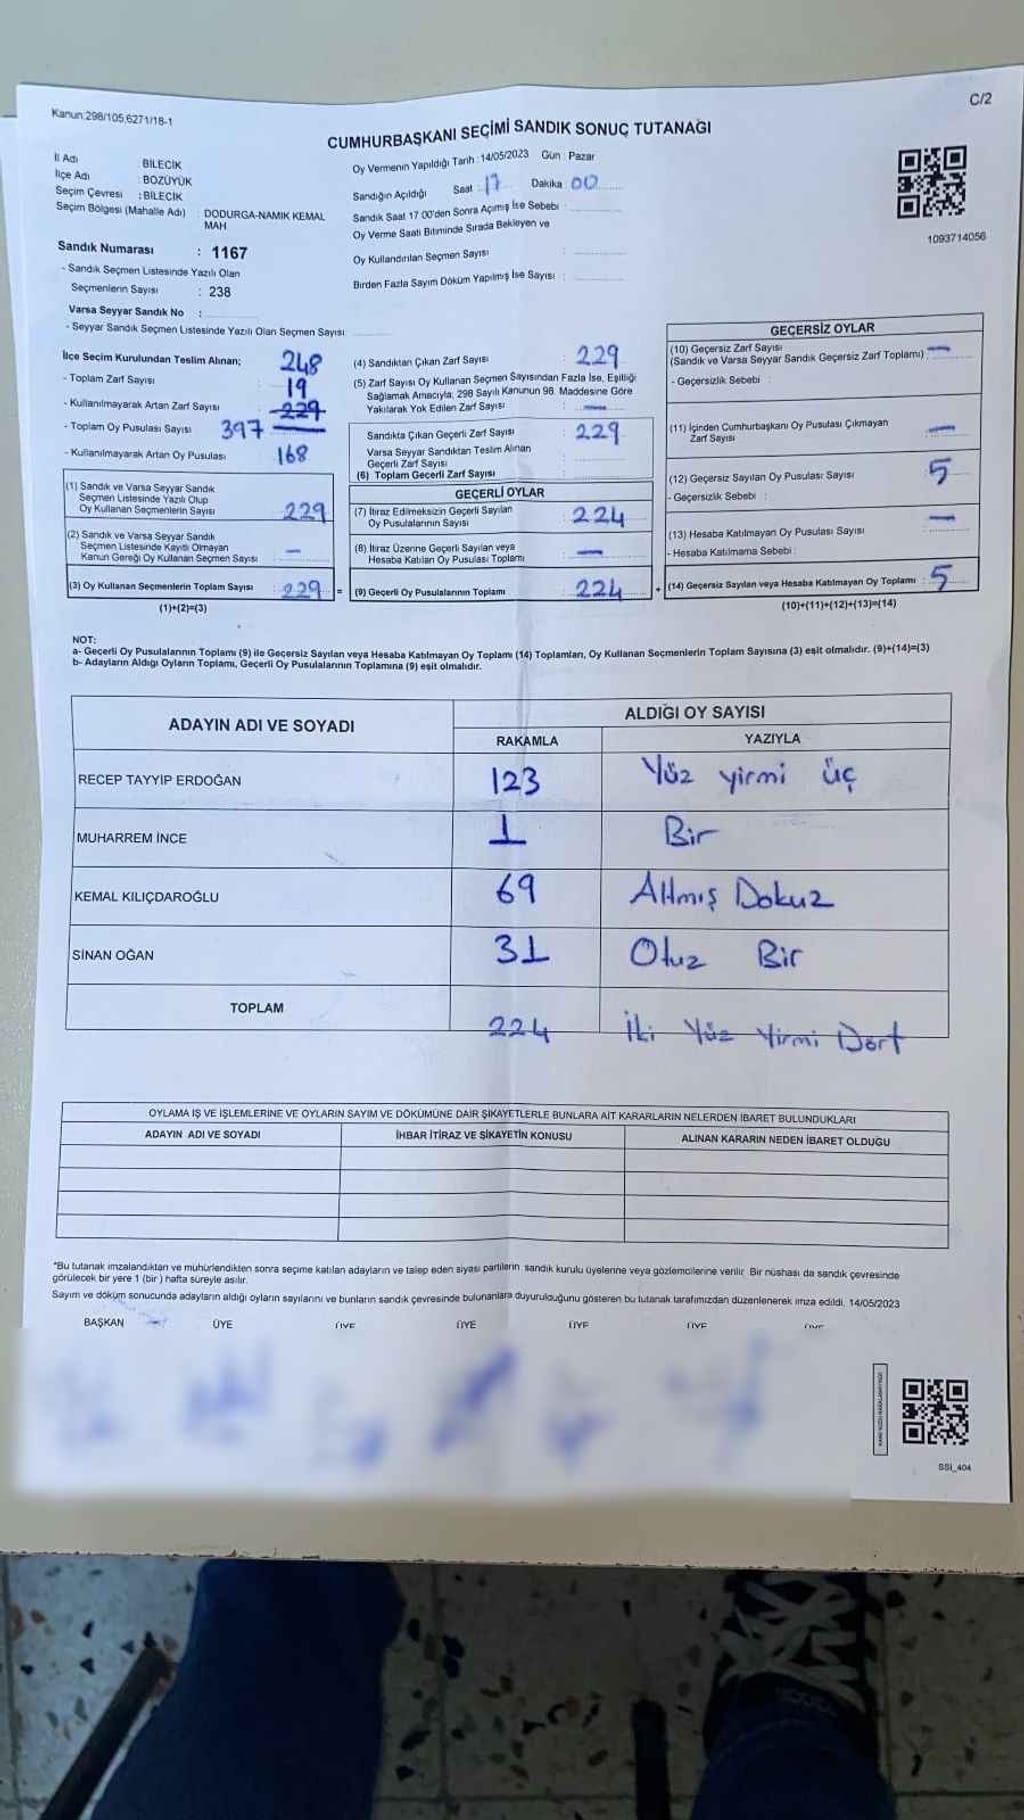 Kanun:298/105,6271/18-1
C/2
CUMHURBAŞKANI SEÇİMİ SANDIK SONUÇ TUTANAĞI
İl Adı : BİLECİK
İlçe Adı : BOZÜYÜK
Seçim Çevresi : BİLECİK
Seçim Bölgesi (Mahalle Adı) : DODURGA-NAMIK KEMAL
MAH
Sandık Numarası : 1167
- Sandık Seçmen Listesinde Yazılı Olan
Seçmenlerin Sayısı : 238
Varsa Seyyar Sandık No :
- Seyyar Sandık Seçmen Listesinde Yazılı Olan Seçmen Sayısı
Oy Vermenin Yapıldığı Tarih : 14/05/2023 Gün : Pazar
Sandığın Açıldığı Saat : 17 Dakika 00
Sandık Saat 17 00'den Sonra Açımış İse Sebebi :
Oy Verme Saati Bitiminde Sırada Bekleyen ve
Oy Kullandırılan Seçmen Sayısı :
Birden Fazla Sayım Döküm Yapılmış İse Sayısı :
1093714056
İlçe Seçim Kurulundan Teslim Alınan;
- Toplam Zarf Sayısı : 248
- Kullanılmayarak Artan Zarf Sayısı : 19
229
- Toplam Oy Pusulası Sayısı 397
- Kullanılmayarak Artan Oy Pusulası 168
(1) Sandık ve Varsa Seyyar Sandık
Seçmen Listesinde Yazılı Olup
Oy Kullanan Seçmenlerin Sayısı : 229
(2) Sandık ve Varsa Seyyar Sandık
Seçmen Listesinde Kayıtlı Olmayan
Kanun Gereği Oy Kullanan Seçmen Sayısı : —
(3) Oy Kullanan Seçmenlerin Toplam Sayısı : 229 =
(1)+(2)=(3)
(4) Sandıktan Çıkan Zarf Sayısı : 229
(5) Zarf Sayısı Oy Kullanan Seçmen Sayısından Fazla İse, Eşitliği
Sağlamak Amacıyla; 298 Sayılı Kanunun 98. Maddesine Göre
Yakılarak Yok Edilen Zarf Sayısı : —
Sandıkta Çıkan Geçerli Zarf Sayısı : 229
Varsa Seyyar Sandıktan Teslim Alınan
Geçerli Zarf Sayısı :
(6) Toplam Geçerli Zarf Sayısı :
GEÇERLİ OYLAR
(7) İtiraz Edilmeksizin Geçerli Sayılan
Oy Pusulalarının Sayısı : 224
(8) İtiraz Üzerine Geçerli Sayılan veya
Hesaba Katılan Oy Pusulası Toplamı : —
(9) Geçerli Oy Pusulalarının Toplamı : 224 +
GEÇERSİZ OYLAR
(10) Geçersiz Zarf Sayısı
(Sandık ve Varsa Seyyar Sandık Geçersiz Zarf Toplamı) : —
- Geçersizlik Sebebi :
(11) İçinden Cumhurbaşkanı Oy Pusulası Çıkmayan
Zarf Sayısı : —
(12) Geçersiz Sayılan Oy Pusulası Sayısı : 5
- Geçersizlik Sebebi :
(13) Hesaba Katılmayan Oy Pusulası Sayısı : —
- Hesaba Katılmama Sebebi :
(14) Geçersiz Sayılan veya Hesaba Katılmayan Oy Toplamı : 5
(10)+(11)+(12)+(13)=(14)
NOT:
a- Geçerli Oy Pusulalarının Toplamı (9) ile Geçersiz Sayılan veya Hesaba Katılmayan Oy Toplamı (14) Toplamları, Oy Kullanan Seçmenlerin Toplam Sayısına (3) eşit olmalıdır. (9)+(14)=(3)
b- Adayların Aldığı Oyların Toplamı, Geçerli Oy Pusulalarının Toplamına (9) eşit olmalıdır.
ADAYIN ADI VE SOYADI
ALDIĞI OY SAYISI
RAKAMLA YAZIYLA
RECEP TAYYİP ERDOĞAN 123 Yüz yirmi üç
MUHARREM İNCE 1 Bir
KEMAL KILIÇDAROĞLU 69 Altmış Dokuz
SİNAN OĞAN 31 Otuz Bir
TOPLAM 224 İki Yüz Yirmi Dört
OYLAMA İŞ VE İŞLEMLERİNE VE OYLARIN SAYIM VE DÖKÜMÜNE DAİR ŞİKAYETLERLE BUNLARA AİT KARARLARIN NELERDEN İBARET BULUNDUKLARI
ADAYIN ADI VE SOYADI İHBAR İTİRAZ VE ŞİKAYETİN KONUSU ALINAN KARARIN NEDEN İBARET OLDUĞU
*Bu tutanak imzalandıktan ve mühürlendikten sonra seçime katılan adayların ve talep eden siyasi partilerin sandık kurulu üyelerine veya gözlemcilerine verilir. Bir nüshası da sandık çevresinde
görülecek bir yere 1 (bir) hafta süreyle asılır.
Sayım ve döküm sonucunda adayların aldığı oyların sayılarını ve bunların sandık çevresinde bulunanlara duyurulduğunu gösteren bu tutanak tarafımızdan düzenlenerek imza edildi. 14/05/2023
BAŞKAN ÜYE ÜYE ÜYE ÜYE ÜYE ÜYE
SSİ_404